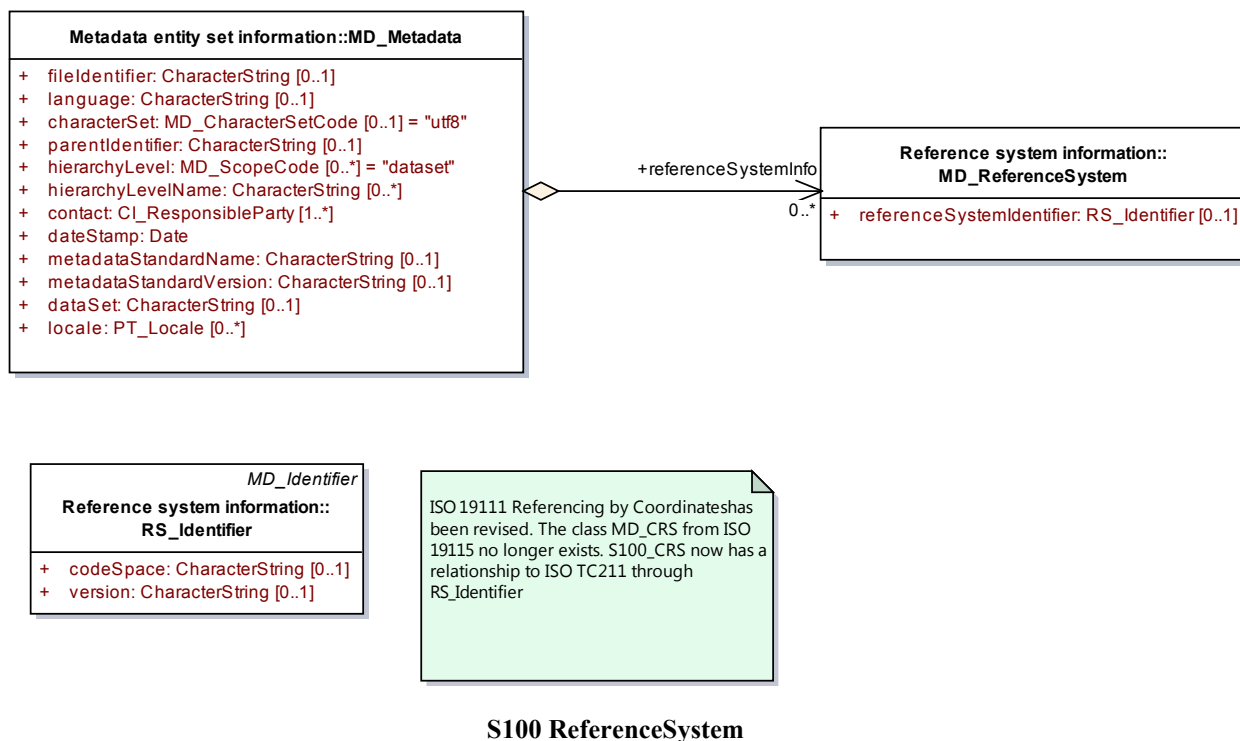 Metadata entity set information::MD_Metadata
+ fileIdentifier: CharacterString [0..1]
+ language: CharacterString [0..1]
+ characterSet: MD_CharacterSetCode [0..1] = "utf8"
+ parentIdentifier: CharacterString [0..1]
+ hierarchyLevel: MD_ScopeCode [0..*] = "dataset"
+ hierarchyLevelName: CharacterString [0..*]
+ contact: CI_ResponsibleParty [1..*]
+ dateStamp: Date
+ metadataStandardName: CharacterString [0..1]
+ metadataStandardVersion: CharacterString [0..1]
+ dataSet: CharacterString [0..1]
+ locale: PT_Locale [0..*]
+referenceSystemInfo
0..*
Reference system information::
MD_ReferenceSystem
+ referenceSystemIdentifier: RS_Identifier [0..1]
MD_Identifier
Reference system information::
RS_Identifier
+ codeSpace: CharacterString [0..1]
+ version: CharacterString [0..1]
ISO 19111 Referencing by Coordinateshas
been revised. The class MD_CRS from ISO
19115 no longer exists. S100_CRS now has a
relationship to ISO TC211 through
RS_Identifier
S100 ReferenceSystem